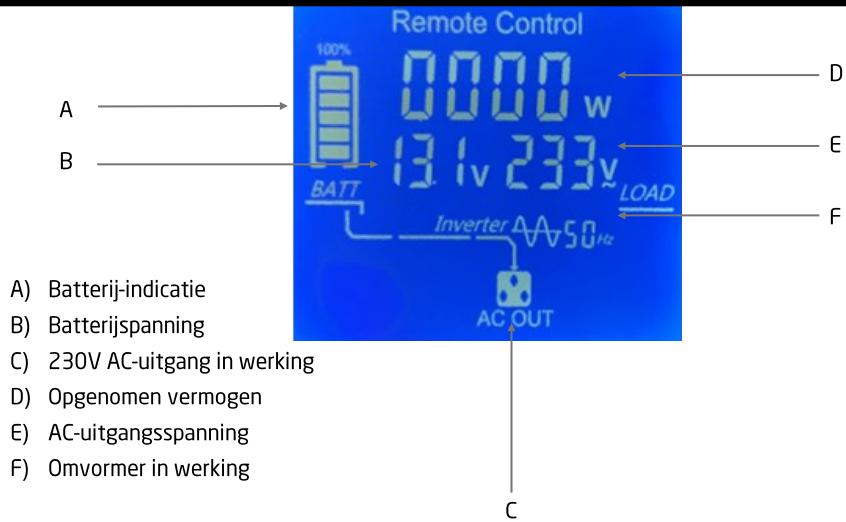 Remote Control
100%
0000 W
D
A
E
B
13.1v 233V~
BATT
LOAD
F
Inverter 50Hz
AC OUT
A) Batterij-indicatie
B) Batterijspanning
C) 230V AC-uitgang in werking
D) Opgenomen vermogen
E) AC-uitgangsspanning
F) Omvormer in werking
C